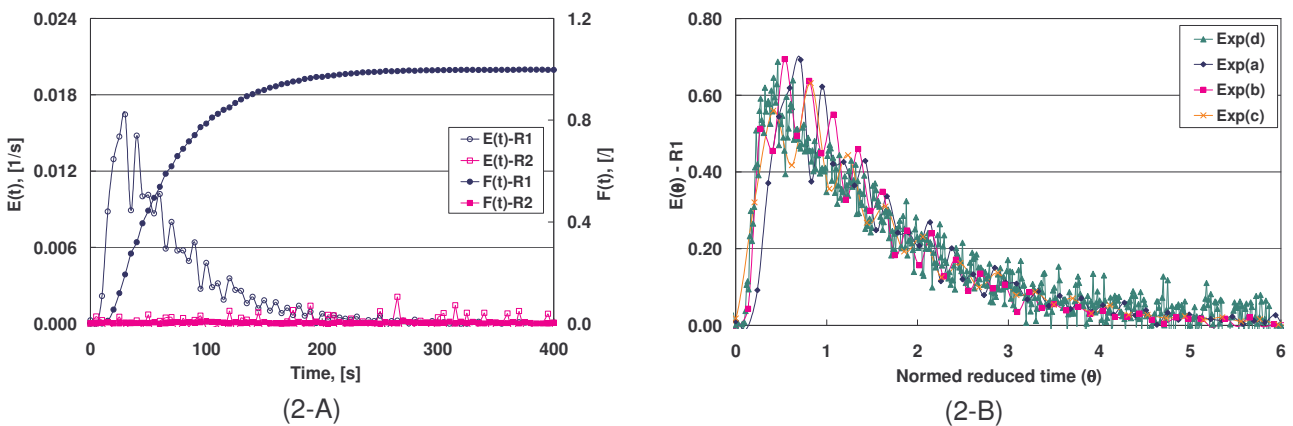 0.024
0.018
0.012
0.006
0.000
E(t), [1/s]
1.2
0.8
0.4
0.0
F(t), [/]
E(t)-R1
E(t)-R2
F(t)-R1
F(t)-R2
0 100 200 300 400
Time, [s]
(2-A)
0.80
0.60
0.40
0.20
0.00
E(θ) - R1
Exp(d)
Exp(a)
Exp(b)
Exp(c)
0 1 2 3 4 5 6
Normed reduced time (θ)
(2-B)